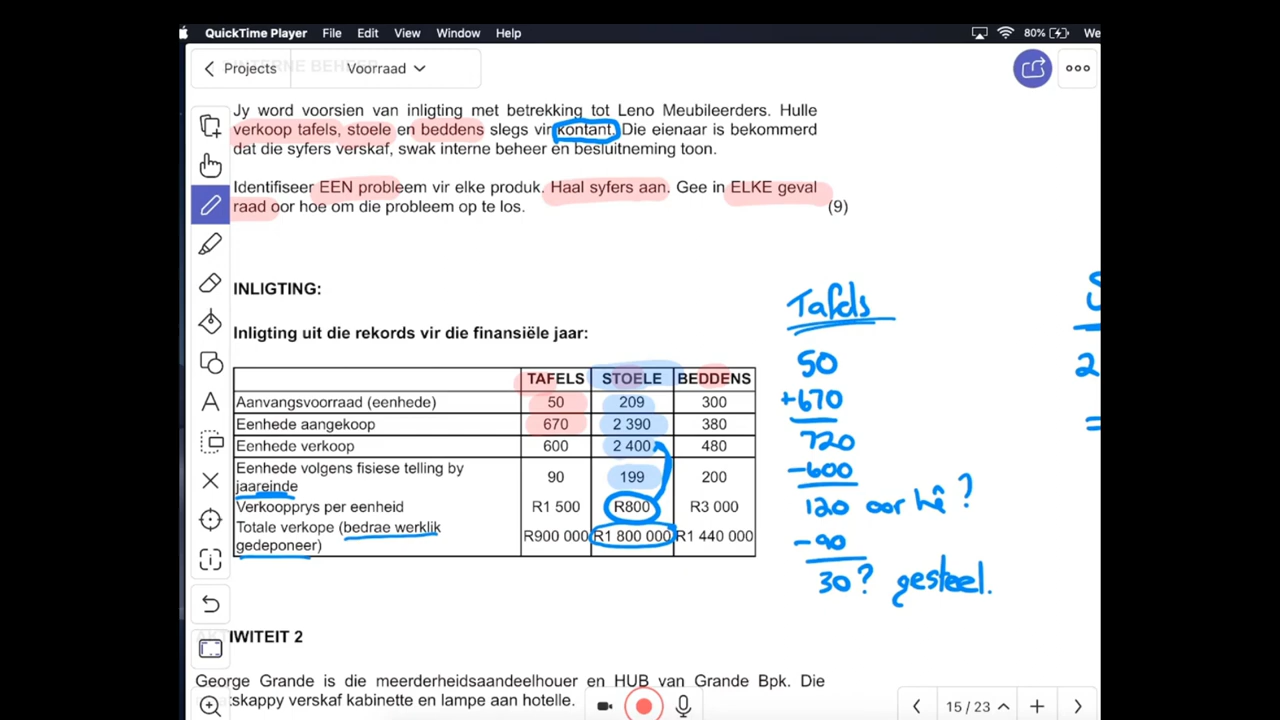 QuickTime Player File Edit View Window Help 80% We
Projects Voorraad
Jy word voorsien van inligting met betrekking tot Leno Meubileerders. Hulle
verkoop tafels, stoele en beddens slegs vir kontant. Die eienaar is bekommerd
dat die syfers verskaf, swak interne beheer en besluitneming toon.
Identifiseer EEN probleem vir elke produk. Haal syfers aan. Gee in ELKE geval
raad oor hoe om die probleem op te los. (9)
INLIGTING:
Inligting uit die rekords vir die finansiële jaar:
TAFELS STOELE BEDDENS
Aanvangsvoorraad (eenhede) 50 209 300
Eenhede aangekoop 670 2 390 380
Eenhede verkoop 600 2 400 480
Eenhede volgens fisiese telling by
jaareinde 90 199 200
Verkoopprys per eenheid R1 500 R800 R3 000
Totale verkope (bedrae werklik
gedeponeer) R900 000 R1 800 000 R1 440 000
Tafels
50
+670
720
-600
120 oor hê ?
-90
30? gesteel.
2
=
TIWITEIT 2
George Grande is die meerderheidsaandeelhouer en HUB van Grande Bpk. Die
tskappy verskaf kabinette en lampe aan hotelle.
15 / 23